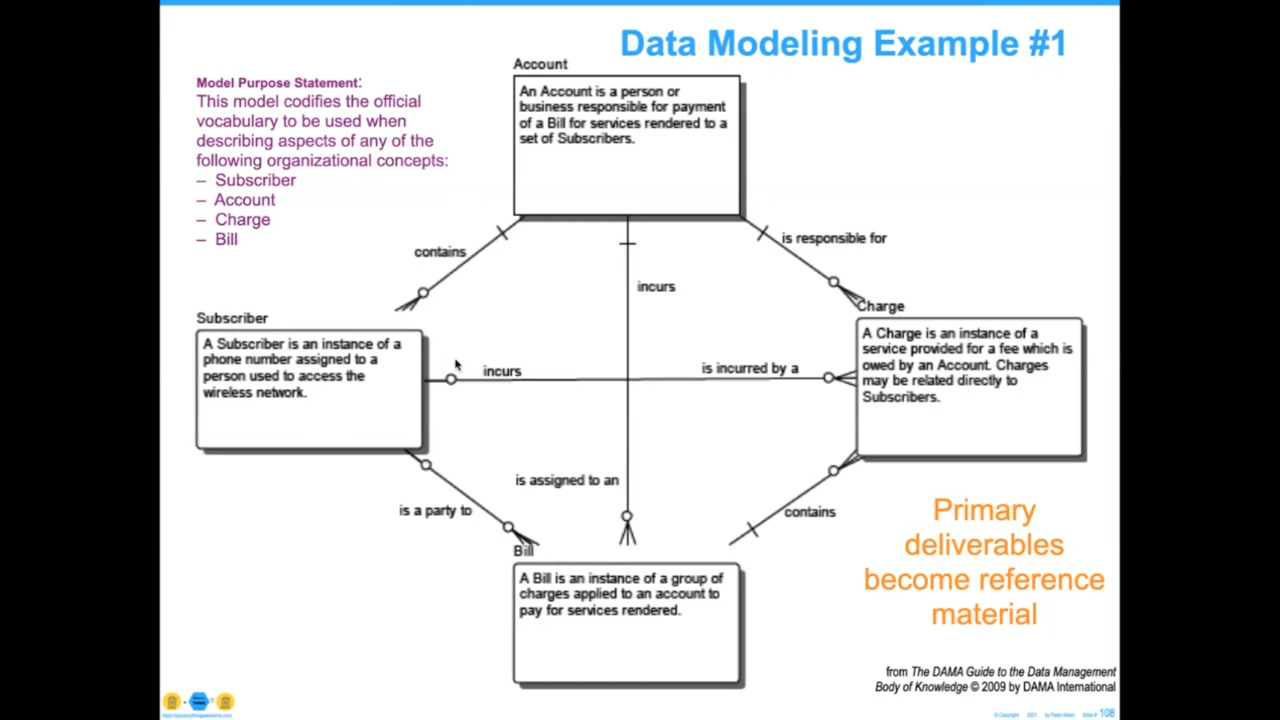 Data Modeling Example #1
Model Purpose Statement:
This model codifies the official
vocabulary to be used when
describing aspects of any of the
following organizational concepts:
– Subscriber
– Account
– Charge
– Bill
Account
An Account is a person or
business responsible for payment
of a Bill for services rendered to a
set of Subscribers.
contains
is responsible for
incurs
Subscriber
A Subscriber is an instance of a
phone number assigned to a
person used to access the
wireless network.
Charge
A Charge is an instance of a
service provided for a fee which is
owed by an Account. Charges
may be related directly to
Subscribers.
incurs
is incurred by a
is assigned to an
is a party to
contains
Bill
A Bill is an instance of a group of
charges applied to an account to
pay for services rendered.
Primary
deliverables
become reference
material
from The DAMA Guide to the Data Management
Body of Knowledge © 2009 by DAMA International
© Copyright 2021 by Peter Aiken Slide # 108